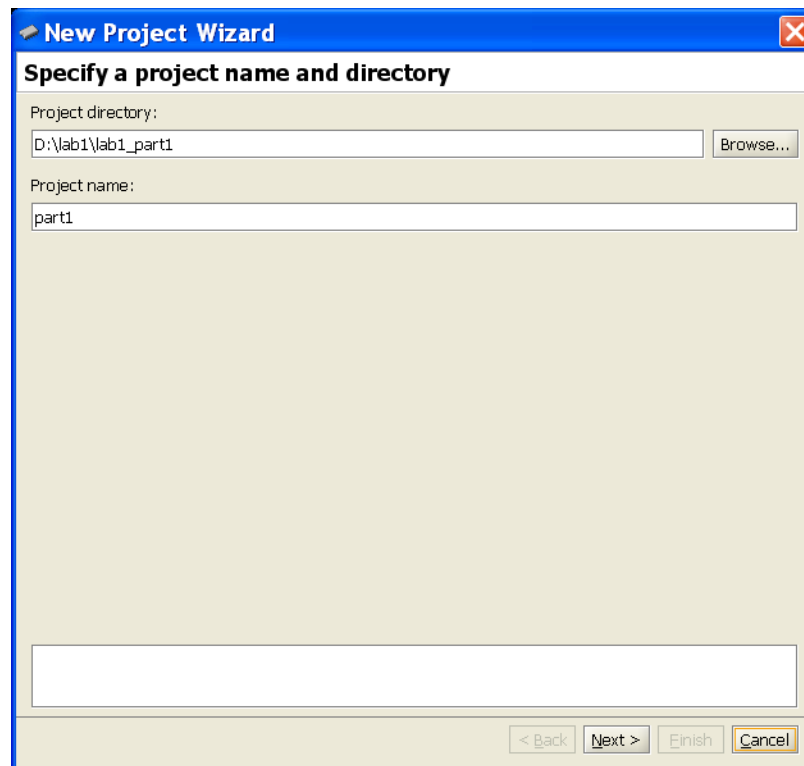 New Project Wizard
Specify a project name and directory
Project directory:
D:\lab1\lab1_part1 Browse...
Project name:
part1
< Back Next > Finish Cancel